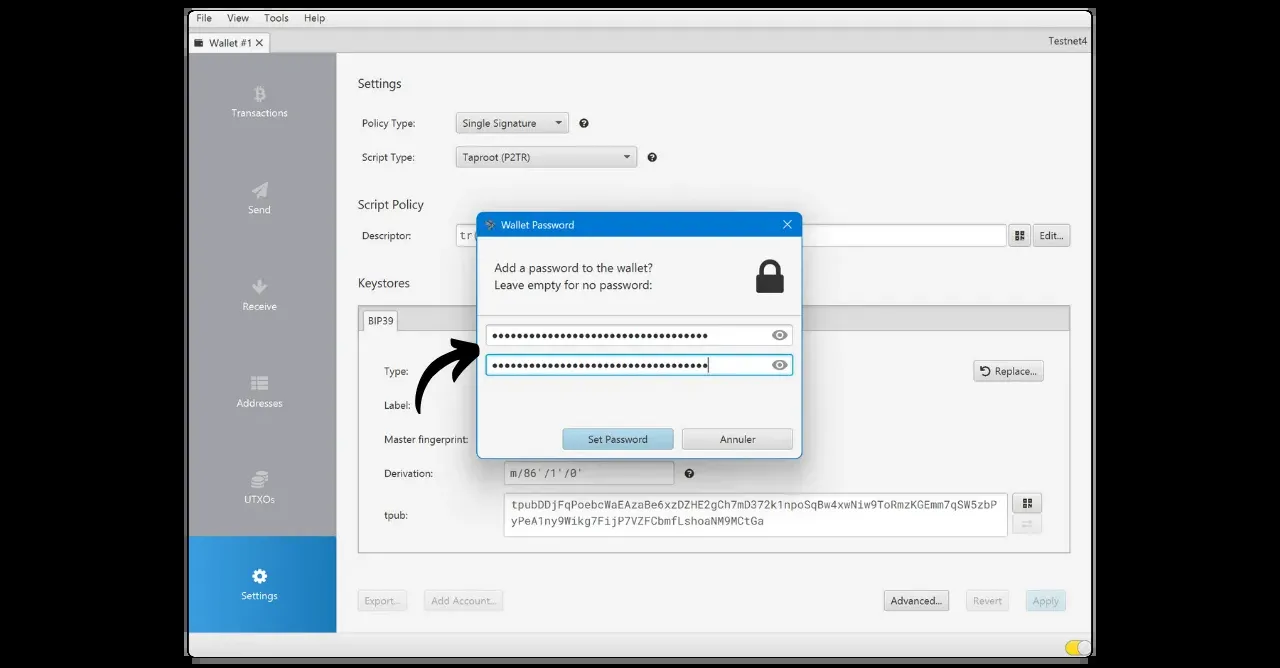 File View Tools Help
Wallet #1
Testnet4
Transactions
Send
Receive
Addresses
UTXOs
Settings
Settings
Policy Type: Single Signature
Script Type: Taproot (P2TR)
Script Policy
Descriptor: tr(
Edit...
Keystores
BIP39
Type:
Replace...
Label:
Master fingerprint:
Derivation: m/86'/1'/0'
tpub:
tpubDDjFqPoebcWaEAzaBe6xzDZHE2gCh7mD372k1npoSqBw4xwNiw9ToRmzKGEmm7qSW5zbP
yPeA1ny9Wikg7FijP7VZFCbmfLshoaNM9MCtGa
Export...
Add Account...
Advanced...
Revert
Apply
Wallet Password
Add a password to the wallet?
Leave empty for no password:
Set Password
Annuler